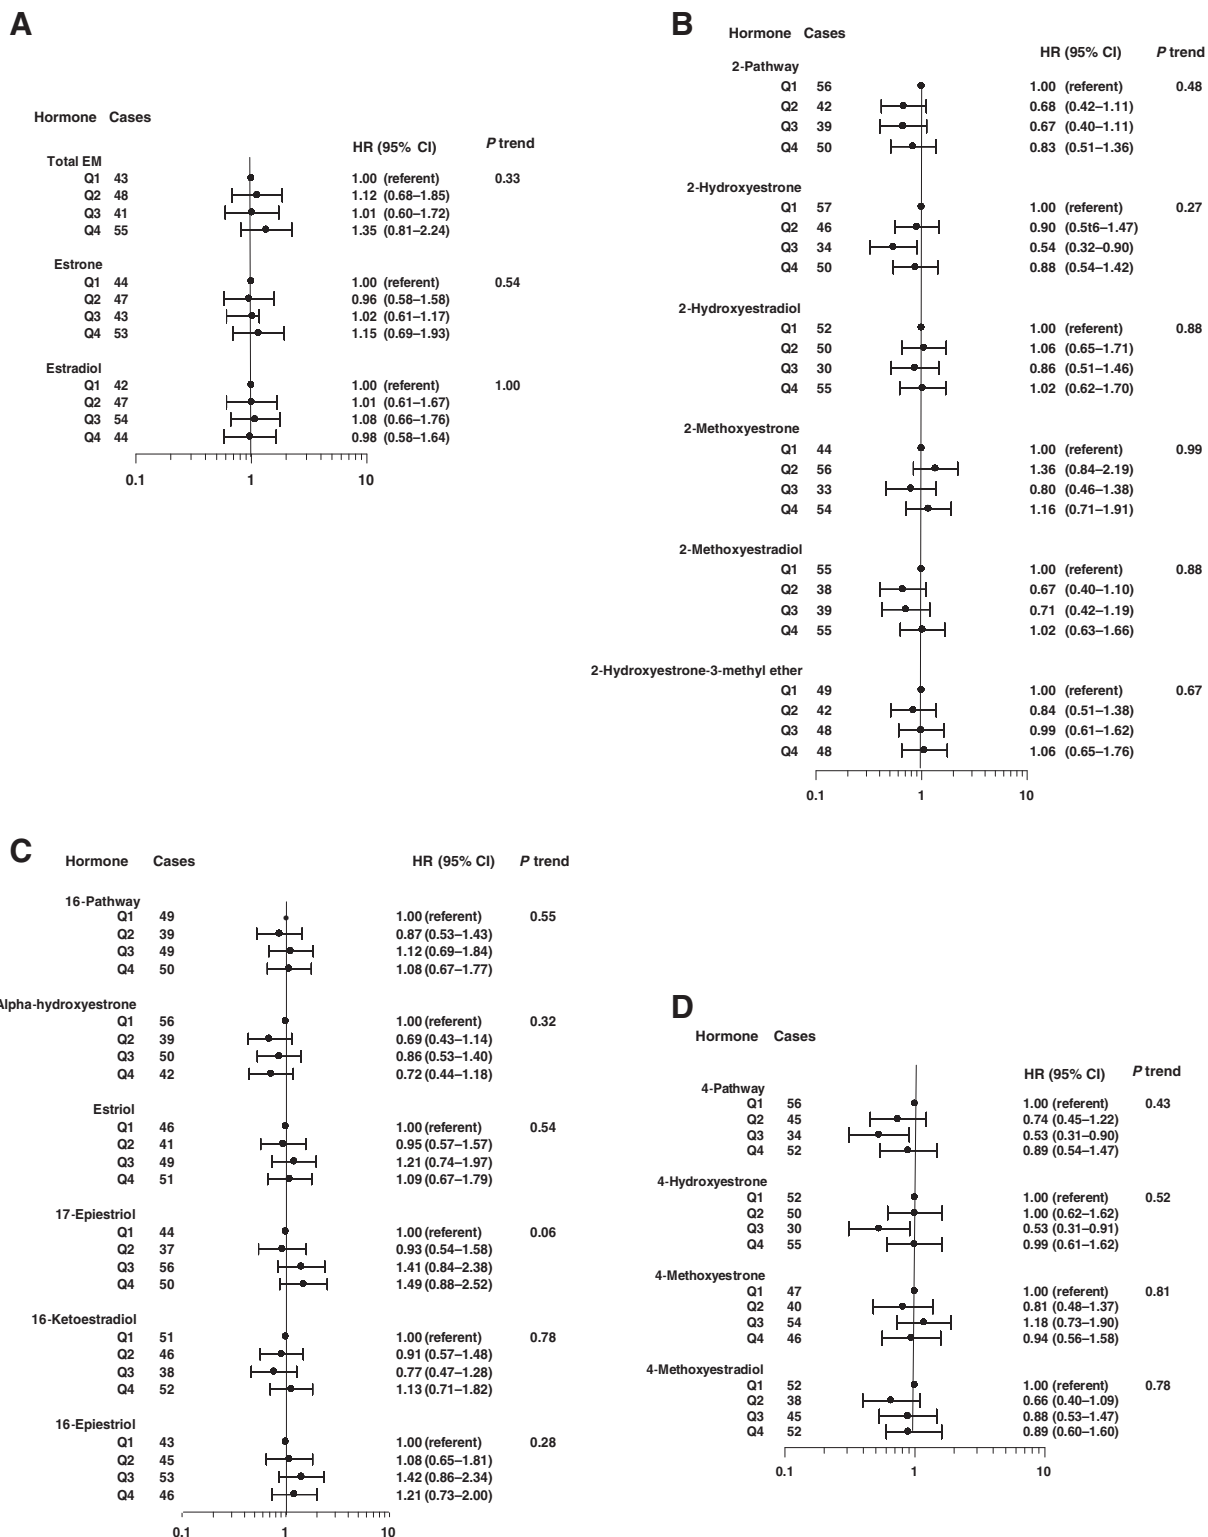 A
Hormone Cases
HR (95% CI) P trend
Total EM
Q1 43 1.00 (referent) 0.33
Q2 48 1.12 (0.68–1.85)
Q3 41 1.01 (0.60–1.72)
Q4 55 1.35 (0.81–2.24)
Estrone
Q1 44 1.00 (referent) 0.54
Q2 47 0.96 (0.58–1.58)
Q3 43 1.02 (0.61–1.17)
Q4 53 1.15 (0.69–1.93)
Estradiol
Q1 42 1.00 (referent) 1.00
Q2 47 1.01 (0.61–1.67)
Q3 54 1.08 (0.66–1.76)
Q4 44 0.98 (0.58–1.64)
0.1 1 10
B
Hormone Cases
HR (95% CI) P trend
2-Pathway
Q1 56 1.00 (referent) 0.48
Q2 42 0.68 (0.42–1.11)
Q3 39 0.67 (0.40–1.11)
Q4 50 0.83 (0.51–1.36)
2-Hydroxyestrone
Q1 57 1.00 (referent) 0.27
Q2 46 0.90 (0.5t6–1.47)
Q3 34 0.54 (0.32–0.90)
Q4 50 0.88 (0.54–1.42)
2-Hydroxyestradiol
Q1 52 1.00 (referent) 0.88
Q2 50 1.06 (0.65–1.71)
Q3 30 0.86 (0.51–1.46)
Q4 55 1.02 (0.62–1.70)
2-Methoxyestrone
Q1 44 1.00 (referent) 0.99
Q2 56 1.36 (0.84–2.19)
Q3 33 0.80 (0.46–1.38)
Q4 54 1.16 (0.71–1.91)
2-Methoxyestradiol
Q1 55 1.00 (referent) 0.88
Q2 38 0.67 (0.40–1.10)
Q3 39 0.71 (0.42–1.19)
Q4 55 1.02 (0.63–1.66)
2-Hydroxyestrone-3-methyl ether
Q1 49 1.00 (referent) 0.67
Q2 42 0.84 (0.51–1.38)
Q3 48 0.99 (0.61–1.62)
Q4 48 1.06 (0.65–1.76)
0.1 1 10
C
Hormone Cases HR (95% CI) P trend
16-Pathway
Q1 49 1.00 (referent) 0.55
Q2 39 0.87 (0.53–1.43)
Q3 49 1.12 (0.69–1.84)
Q4 50 1.08 (0.67–1.77)
Alpha-hydroxyestrone
Q1 56 1.00 (referent) 0.32
Q2 39 0.69 (0.43–1.14)
Q3 50 0.86 (0.53–1.40)
Q4 42 0.72 (0.44–1.18)
Estriol
Q1 46 1.00 (referent) 0.54
Q2 41 0.95 (0.57–1.57)
Q3 49 1.21 (0.74–1.97)
Q4 51 1.09 (0.67–1.79)
17-Epiestriol
Q1 44 1.00 (referent) 0.06
Q2 37 0.93 (0.54–1.58)
Q3 56 1.41 (0.84–2.38)
Q4 50 1.49 (0.88–2.52)
16-Ketoestradiol
Q1 51 1.00 (referent) 0.78
Q2 46 0.91 (0.57–1.48)
Q3 38 0.77 (0.47–1.28)
Q4 52 1.13 (0.71–1.82)
16-Epiestriol
Q1 43 1.00 (referent) 0.28
Q2 45 1.08 (0.65–1.81)
Q3 53 1.42 (0.86–2.34)
Q4 46 1.21 (0.73–2.00)
0.1 1 10
D
Hormone Cases
HR (95% CI) P trend
4-Pathway
Q1 56 1.00 (referent) 0.43
Q2 45 0.74 (0.45–1.22)
Q3 34 0.53 (0.31–0.90)
Q4 52 0.89 (0.54–1.47)
4-Hydroxyestrone
Q1 52 1.00 (referent) 0.52
Q2 50 1.00 (0.62–1.62)
Q3 30 0.53 (0.31–0.91)
Q4 55 0.99 (0.61–1.62)
4-Methoxyestrone
Q1 47 1.00 (referent) 0.81
Q2 40 0.81 (0.48–1.37)
Q3 54 1.18 (0.73–1.90)
Q4 46 0.94 (0.56–1.58)
4-Methoxyestradiol
Q1 52 1.00 (referent) 0.78
Q2 38 0.66 (0.40–1.09)
Q3 45 0.88 (0.53–1.47)
Q4 52 0.89 (0.60–1.60)
0.1 1 10